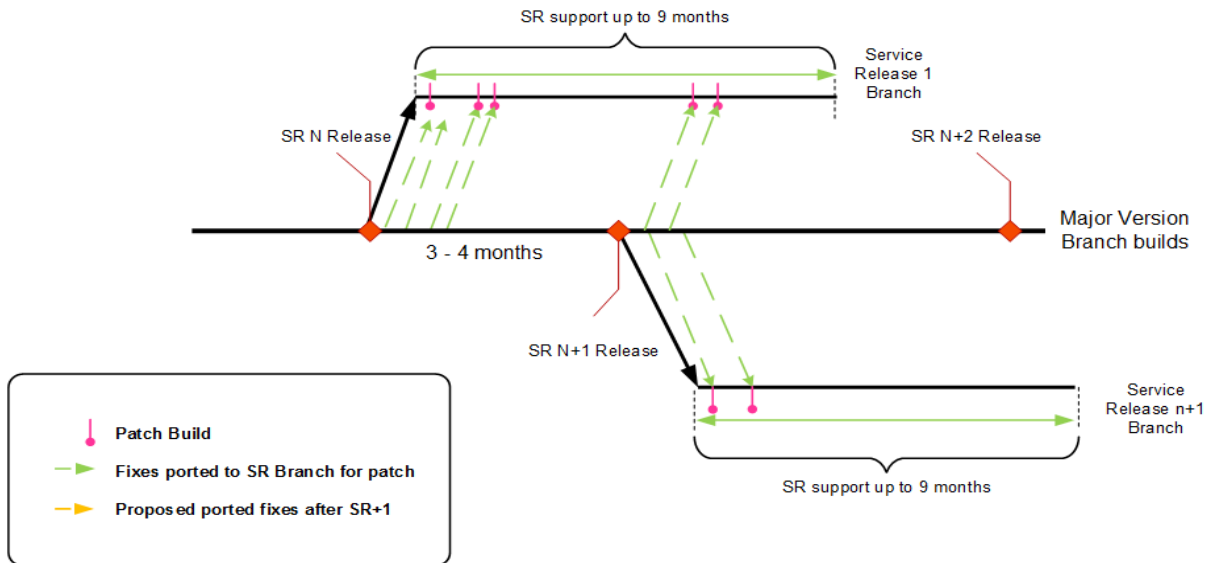 SR support up to 9 months
Service
Release 1
Branch
SR N Release
SR N+2 Release
Major Version
Branch builds
3 - 4 months
SR N+1 Release
Service
Release n+1
Branch
SR support up to 9 months
Patch Build
Fixes ported to SR Branch for patch
Proposed ported fixes after SR+1